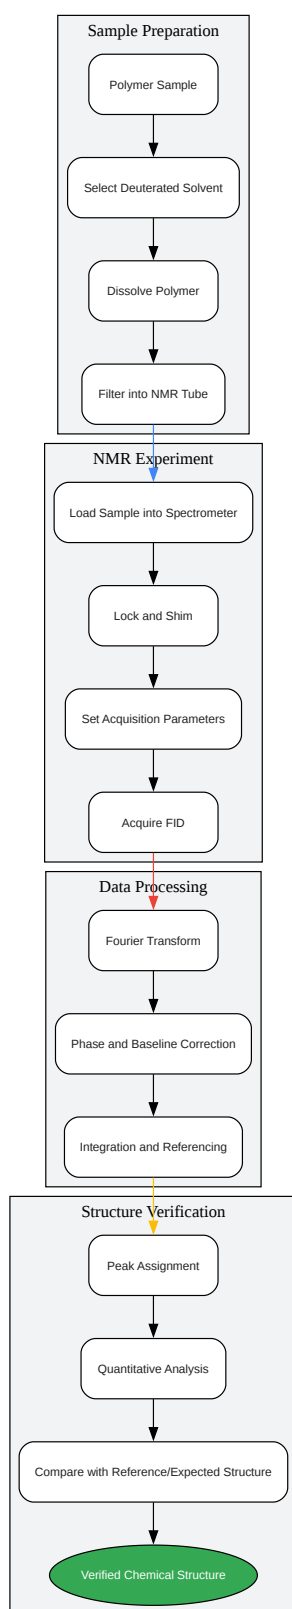 Sample Preparation
Polymer Sample
Select Deuterated Solvent
Dissolve Polymer
Filter into NMR Tube
NMR Experiment
Load Sample into Spectrometer
Lock and Shim
Set Acquisition Parameters
Acquire FID
Data Processing
Fourier Transform
Phase and Baseline Correction
Integration and Referencing
Structure Verification
Peak Assignment
Quantitative Analysis
Compare with Reference/Expected Structure
Verified Chemical Structure